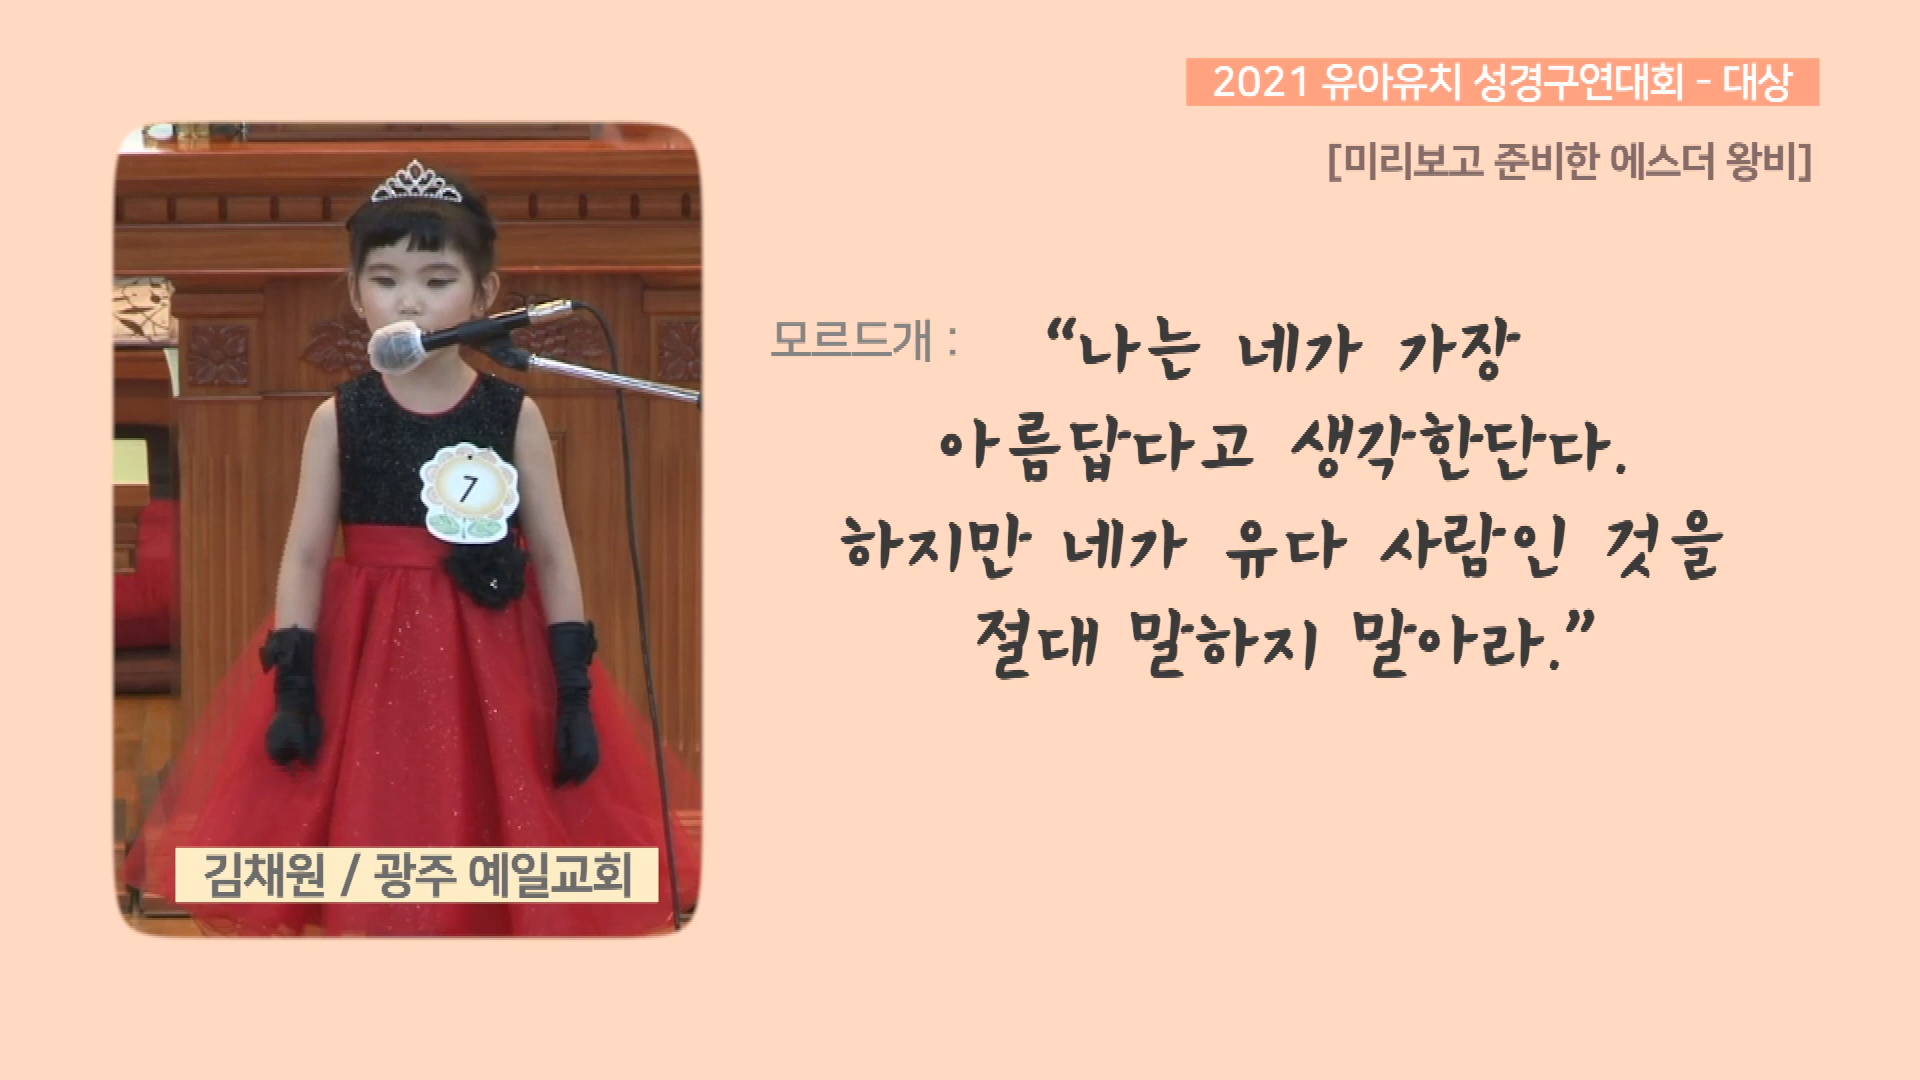 2021 유아유치 성경구연대회 - 대상
[미리보고 준비한 에스더 왕비]
모르드개 : “나는 네가 가장
아름답다고 생각한단다.
하지만 네가 유다 사람인 것을
절대 말하지 말아라.”
7
김채원 / 광주 예일교회